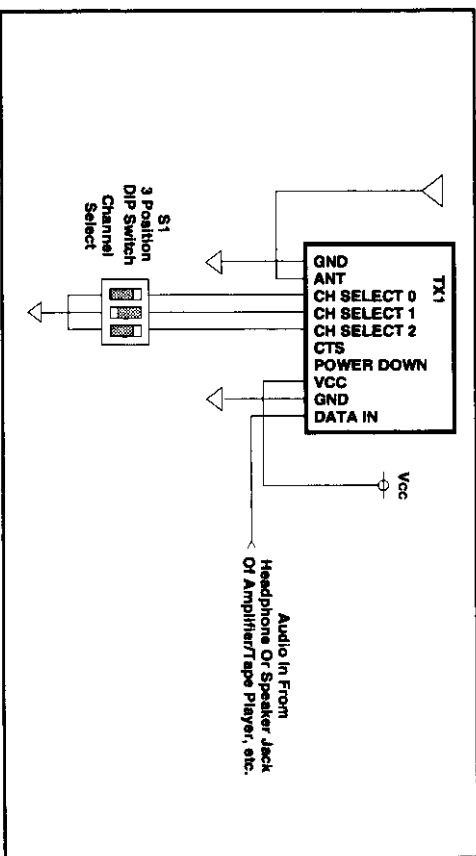 TX1
GND
ANT
CH SELECT 0
CH SELECT 1
CH SELECT 2
CTS
POWER DOWN
VCC
GND
DATA IN
Vcc
S1
3 Position
DIP Switch
Channel
Select
Audio In From
Headphone Or Speaker Jack
Of Amplifier/Tape Player, etc.